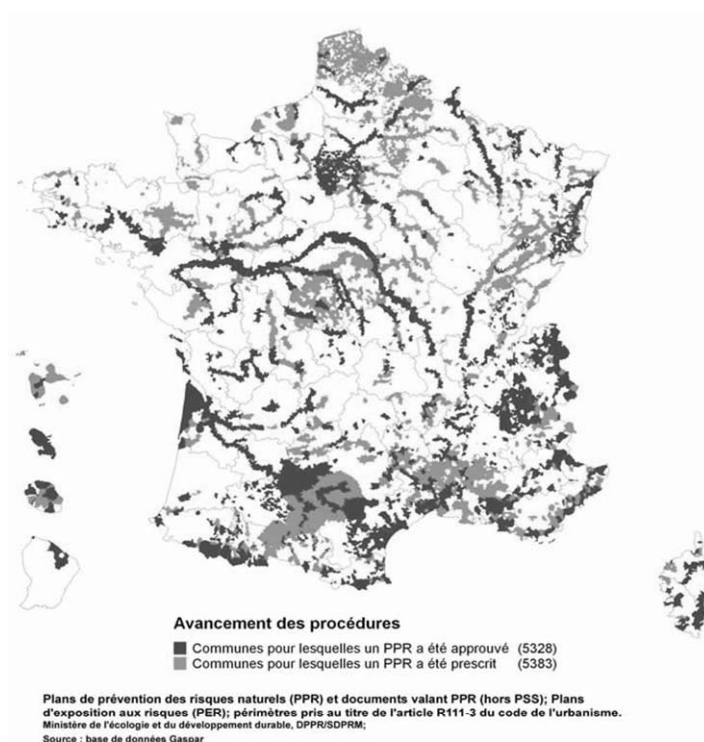 Avancement des procédures
Communes pour lesquelles un PPR a été approuvé (5328)
Communes pour lesquelles un PPR a été prescrit (5383)
Plans de prévention des risques naturels (PPR) et documents valant PPR (hors PSS); Plans
d'exposition aux risques (PER); périmètres pris au titre de l'article R111-3 du code de l'urbanisme.
Ministère de l'écologie et du développement durable, DPPR/SDPRM;
Source : base de données Gaspar